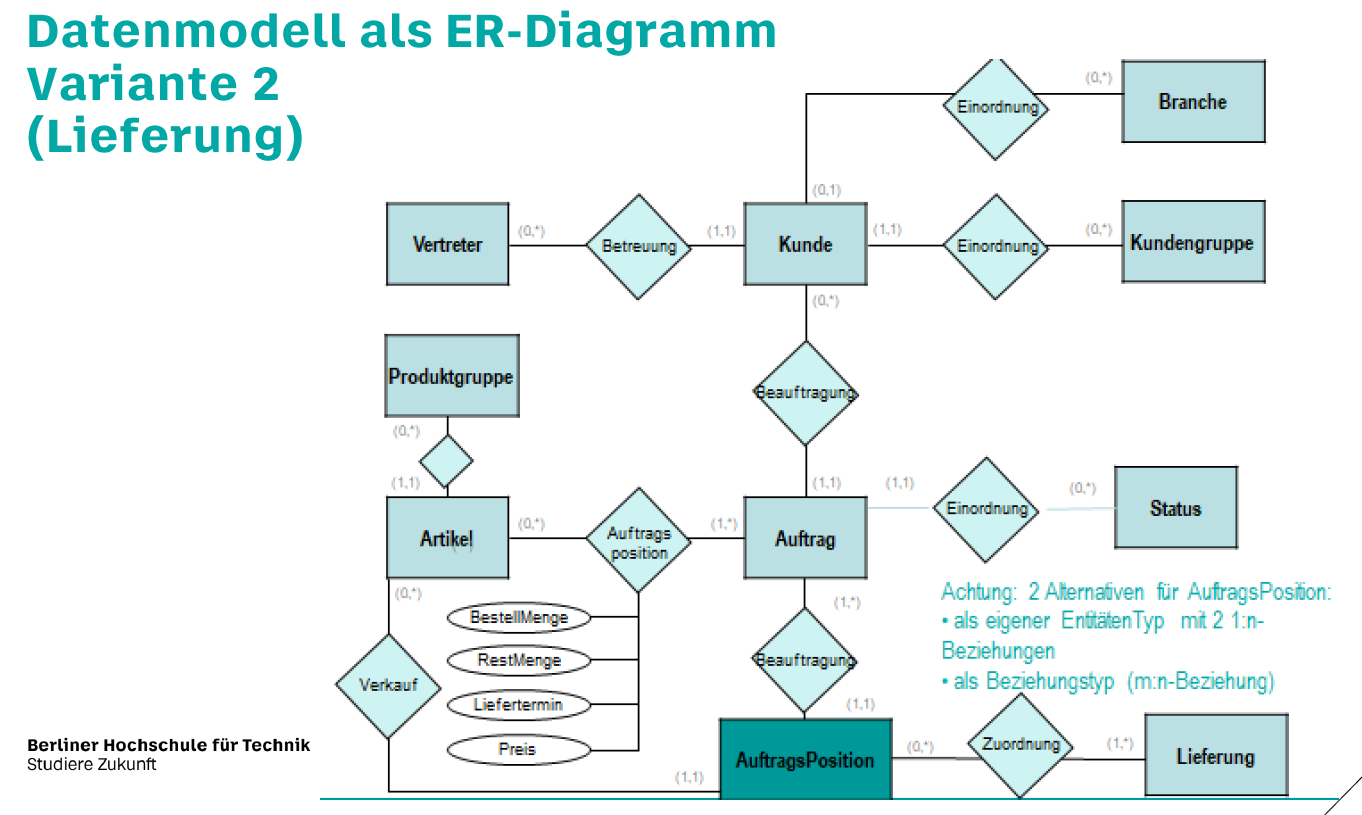 Datenmodell als ER-Diagramm
Variante 2
(Lieferung)
Einordnung
(0,*)
Branche
(0,1)
Vertreter
(0,*)
Betreuung
(1,1)
Kunde
(1,1)
Einordnung
(0,*)
Kundengruppe
(0,*)
Produktgruppe
(0,*)
Beauftragung
(1,1)
(1,1)
(1,1)
Einordnung
(0,*)
Status
Artikel
(0,*)
Auftrags
position
(1,*)
Auftrag
(0,*)
BestellMenge
RestMenge
Liefertermin
Preis
Verkauf
(1,*)
Beauftragung
(1,1)
Achtung: 2 Alternativen für AuftragsPosition:
• als eigener EntitätenTyp mit 2 1:n-
Beziehungen
• als Beziehungstyp (m:n-Beziehung)
(1,1)
AuftragsPosition
(0,*)
Zuordnung
(1,*)
Lieferung
Berliner Hochschule für Technik
Studiere Zukunft